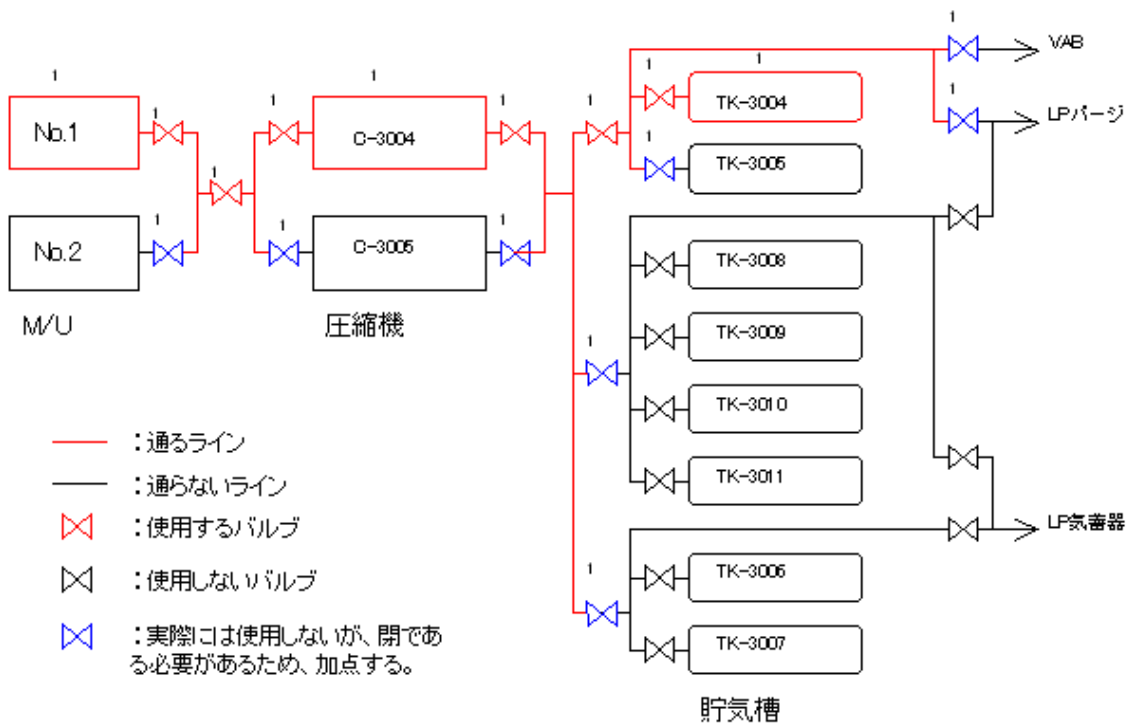 1
VAB
1
1
1
1
1
TK-3004
1
LPパージ
1
No.1
1
1
C-3004
1
1
1
TK-3005
1
No.2
1
1
C-3005
1
TK-3008
M/U
圧縮機
1
TK-3009
TK-3010
TK-3011
：通るライン
：通らないライン
：使用するバルブ
：使用しないバルブ
：実際には使用しないが、閉であ
る必要があるため、加点する。
LP気蓄器
1
TK-3006
TK-3007
貯気槽